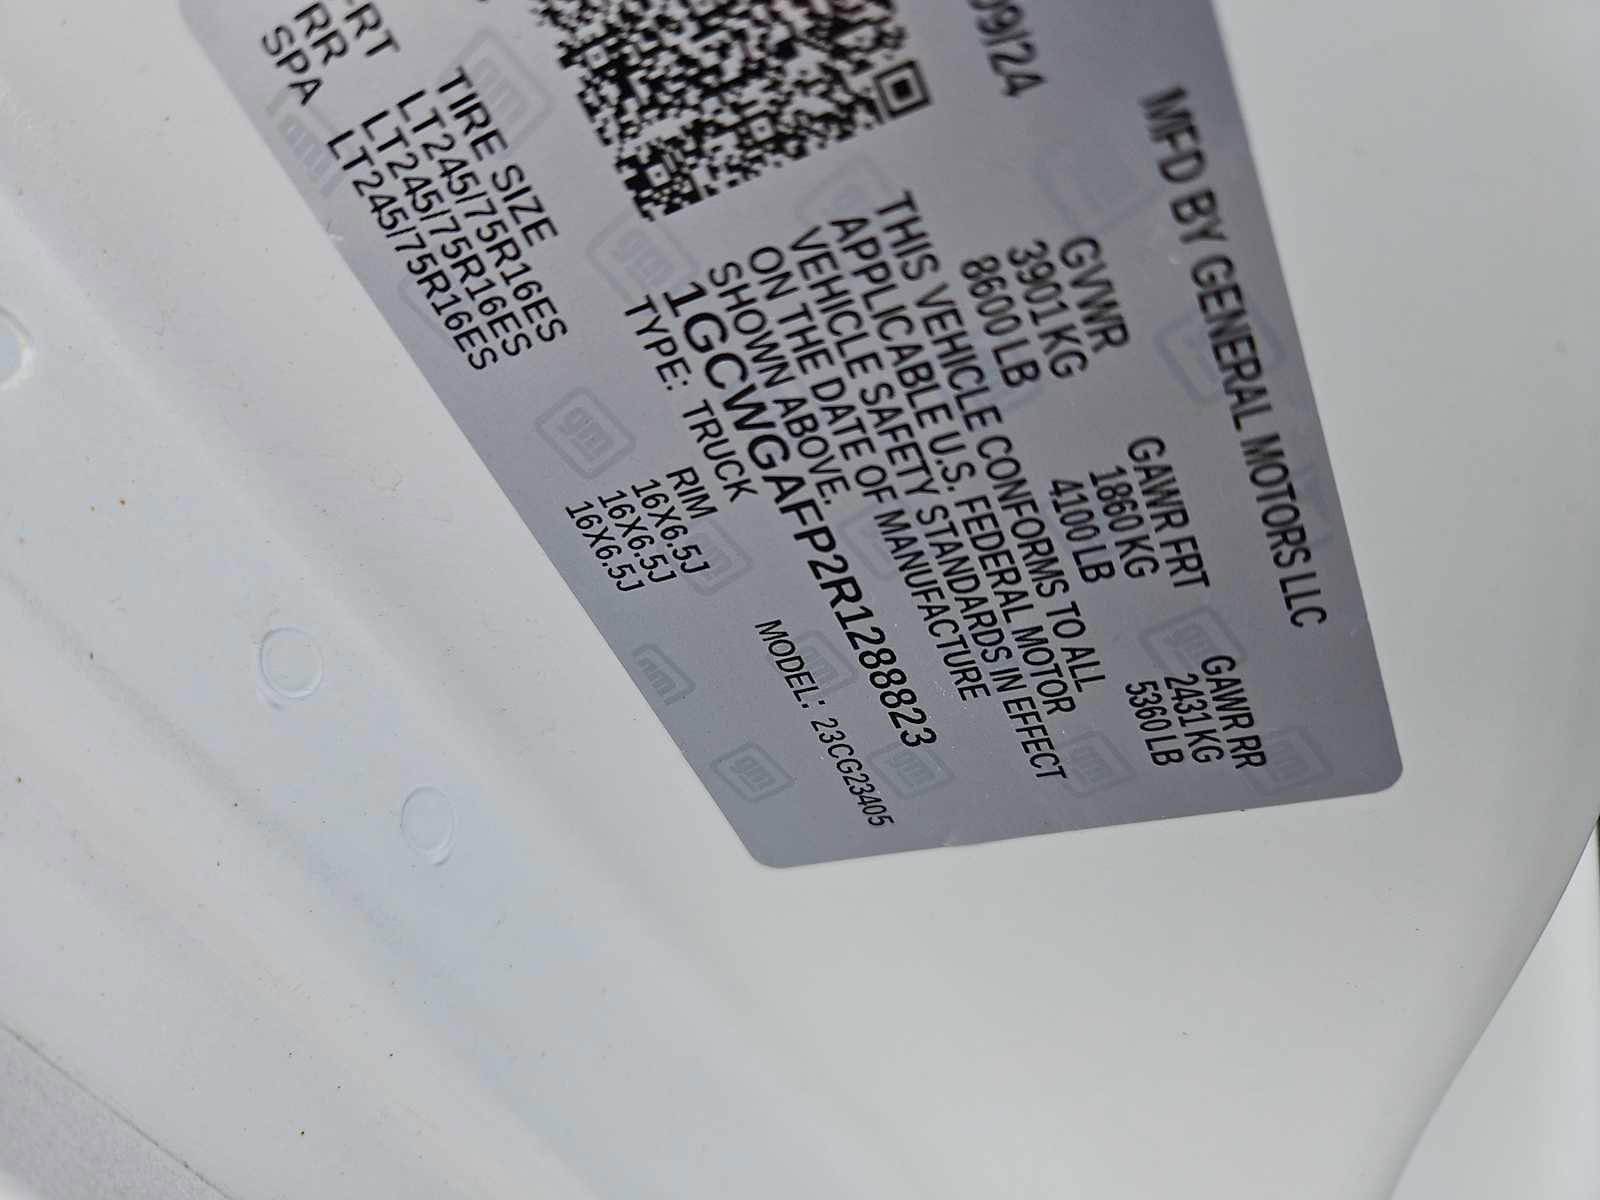 MFD BY GENERAL MOTORS LLC
09/24
GVWR GAWR FRT GAWR RR
3901 KG 1860 KG 2431 KG
8600 LB 4100 LB 5360 LB
THIS VEHICLE CONFORMS TO ALL
APPLICABLE U.S. FEDERAL MOTOR
VEHICLE SAFETY STANDARDS IN EFFECT
ON THE DATE OF MANUFACTURE
SHOWN ABOVE.
1GCWGAFP2R1288823
TYPE: TRUCK MODEL: 23CG23405
TIRE SIZE RIM
FRT LT245/75R16ES 16X6.5J
RR LT245/75R16ES 16X6.5J
SPA LT245/75R16ES 16X6.5J